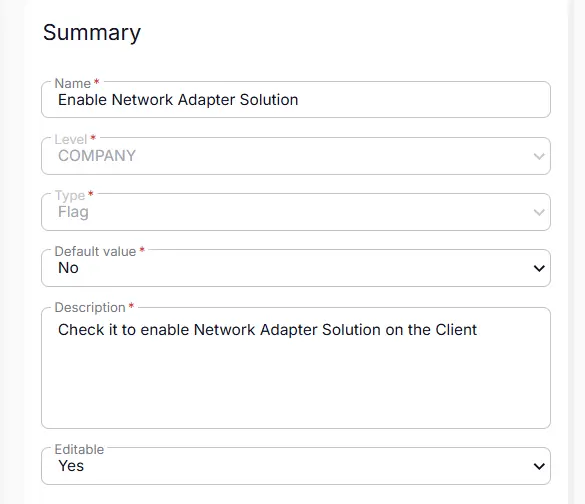 Summary
Name *
Enable Network Adapter Solution
Level *
COMPANY
Type *
Flag
Default value *
No
Description *
Check it to enable Network Adapter Solution on the Client
Editable
Yes